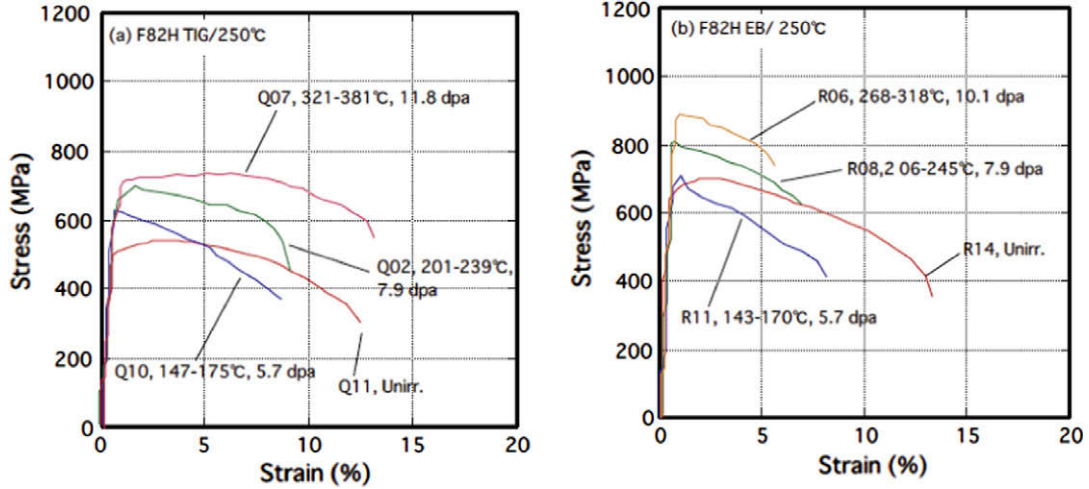 1200
1000
800
600
400
200
0
Stress (MPa)
(a) F82H TIG/250℃
Q07, 321-381℃, 11.8 dpa
Q02, 201-239℃,
7.9 dpa
Q10, 147-175℃, 5.7 dpa
Q11, Unirr.
0 5 10 15 20
Strain (%)
1200
1000
800
600
400
200
0
Stress (MPa)
(b) F82H EB/ 250℃
R06, 268-318℃, 10.1 dpa
R08,2 06-245℃, 7.9 dpa
R14, Unirr.
R11, 143-170℃, 5.7 dpa
0 5 10 15 20
Strain (%)